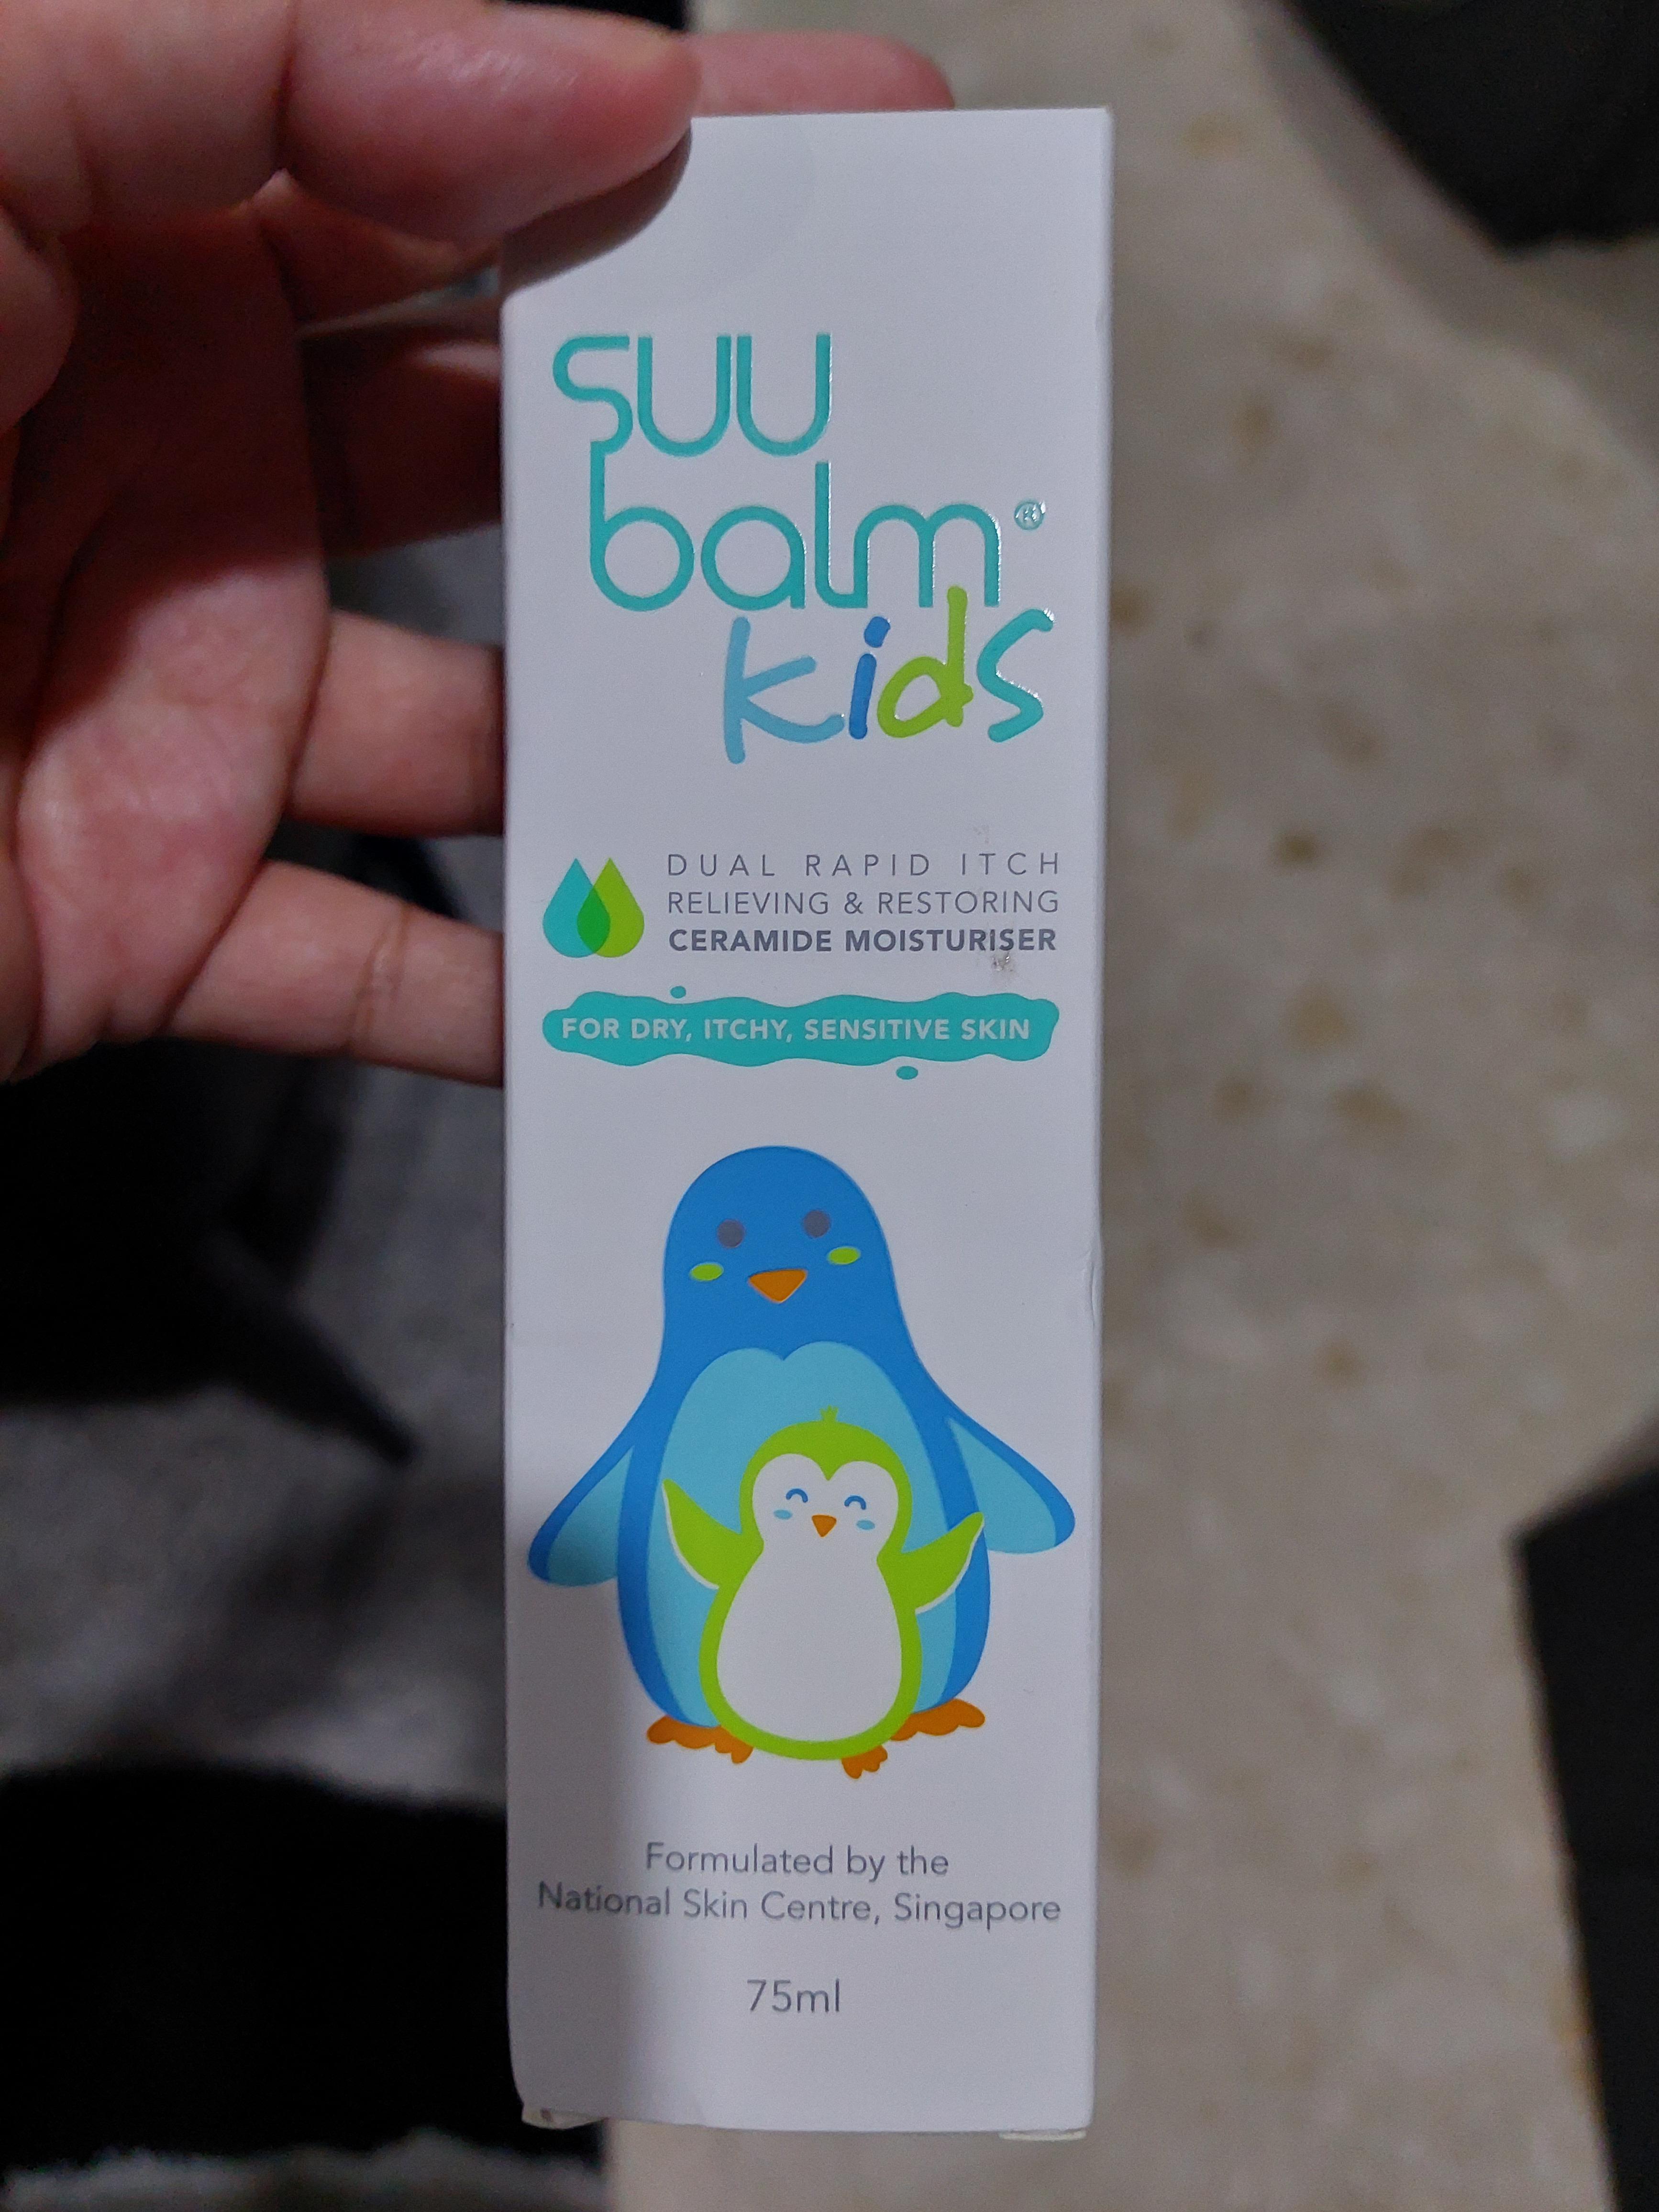 suu
balm®
kids
DUAL RAPID ITCH
RELIEVING & RESTORING
CERAMIDE MOISTURISER
FOR DRY, ITCHY, SENSITIVE SKIN
Formulated by the
National Skin Centre, Singapore
75ml